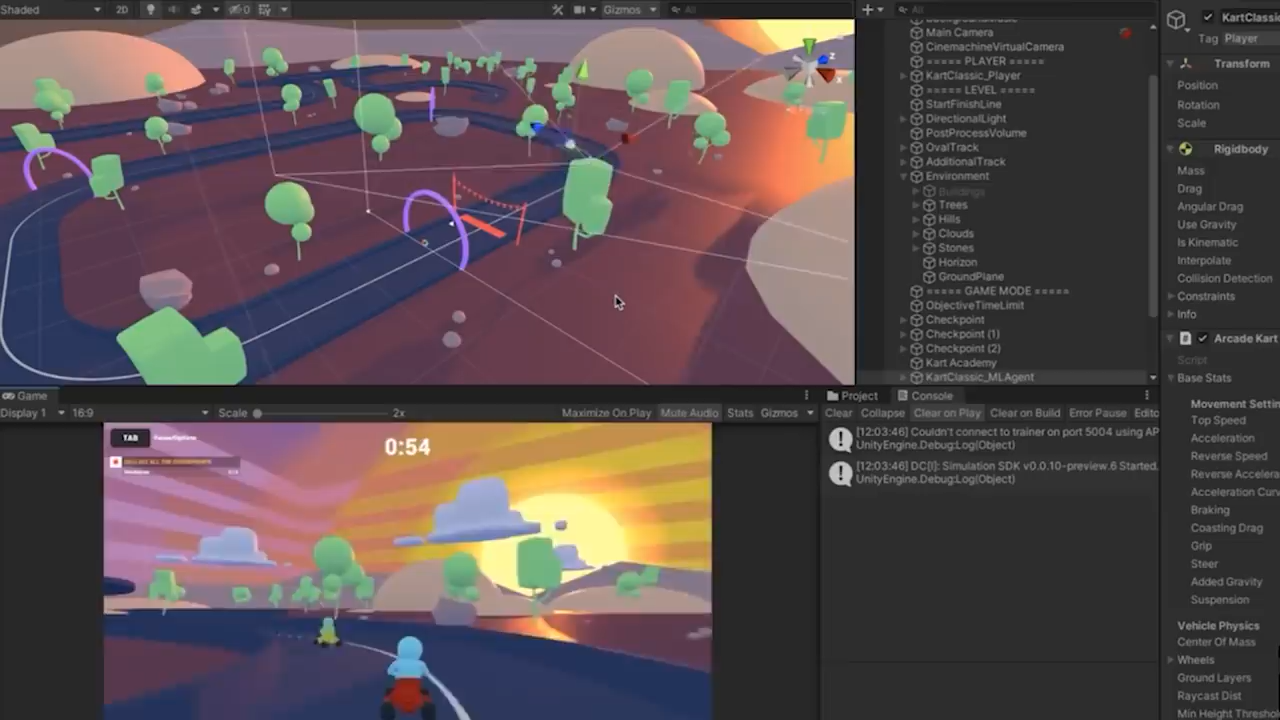 Shaded
2D
0
Gizmos
All
All
Main Camera
CinemachineVirtualCamera
===== PLAYER =====
KartClassic_Player
===== LEVEL =====
StartFinishLine
DirectionalLight
PostProcessVolume
OvalTrack
AdditionalTrack
Environment
Buildings
Trees
Hills
Clouds
Stones
Horizon
GroundPlane
===== GAME MODE =====
ObjectiveTimeLimit
Checkpoint
Checkpoint (1)
Checkpoint (2)
Kart Academy
KartClassic_MLAgent
KartClassi
Tag Player
Transform
Position
Rotation
Scale
Rigidbody
Mass
Drag
Angular Drag
Use Gravity
Is Kinematic
Interpolate
Collision Detection
Constraints
Info
Arcade Kart
Script
Base Stats
Movement Settin
Top Speed
Acceleration
Reverse Speed
Reverse Accelera
Acceleration Curv
Braking
Coasting Drag
Grip
Steer
Added Gravity
Suspension
Vehicle Physics
Center Of Mass
Wheels
Ground Layers
Raycast Dist
Min Height Threshol
Game
Display 1
16:9
Scale
2x
Maximize On Play
Mute Audio
Stats
Gizmos
TAB
0:54
Project
Console
Clear
Collapse
Clear on Play
Clear on Build
Error Pause
Edito
[12:03:46] Couldn't connect to trainer on port 5004 using AP
UnityEngine.Debug:Log(Object)
[12:03:46] DC[I]: Simulation SDK v0.0.10-preview.6 Started.
UnityEngine.Debug:Log(Object)